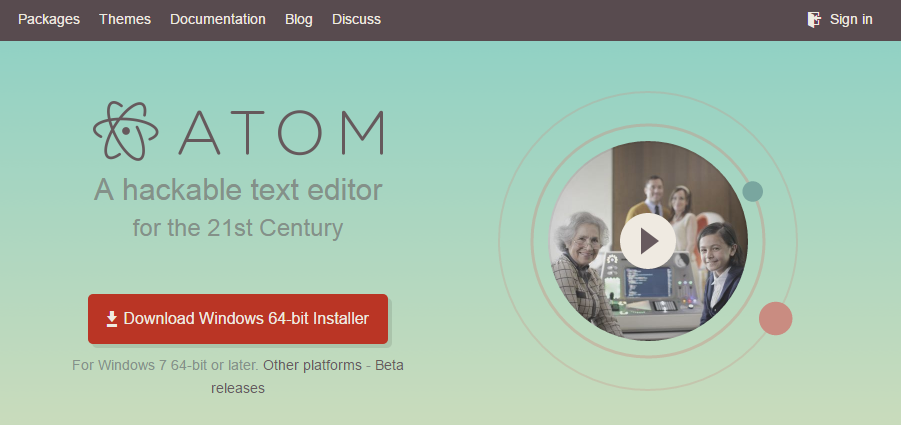 Packages Themes Documentation Blog Discuss Sign in
ATOM
A hackable text editor
for the 21st Century
Download Windows 64-bit Installer
For Windows 7 64-bit or later. Other platforms - Beta
releases